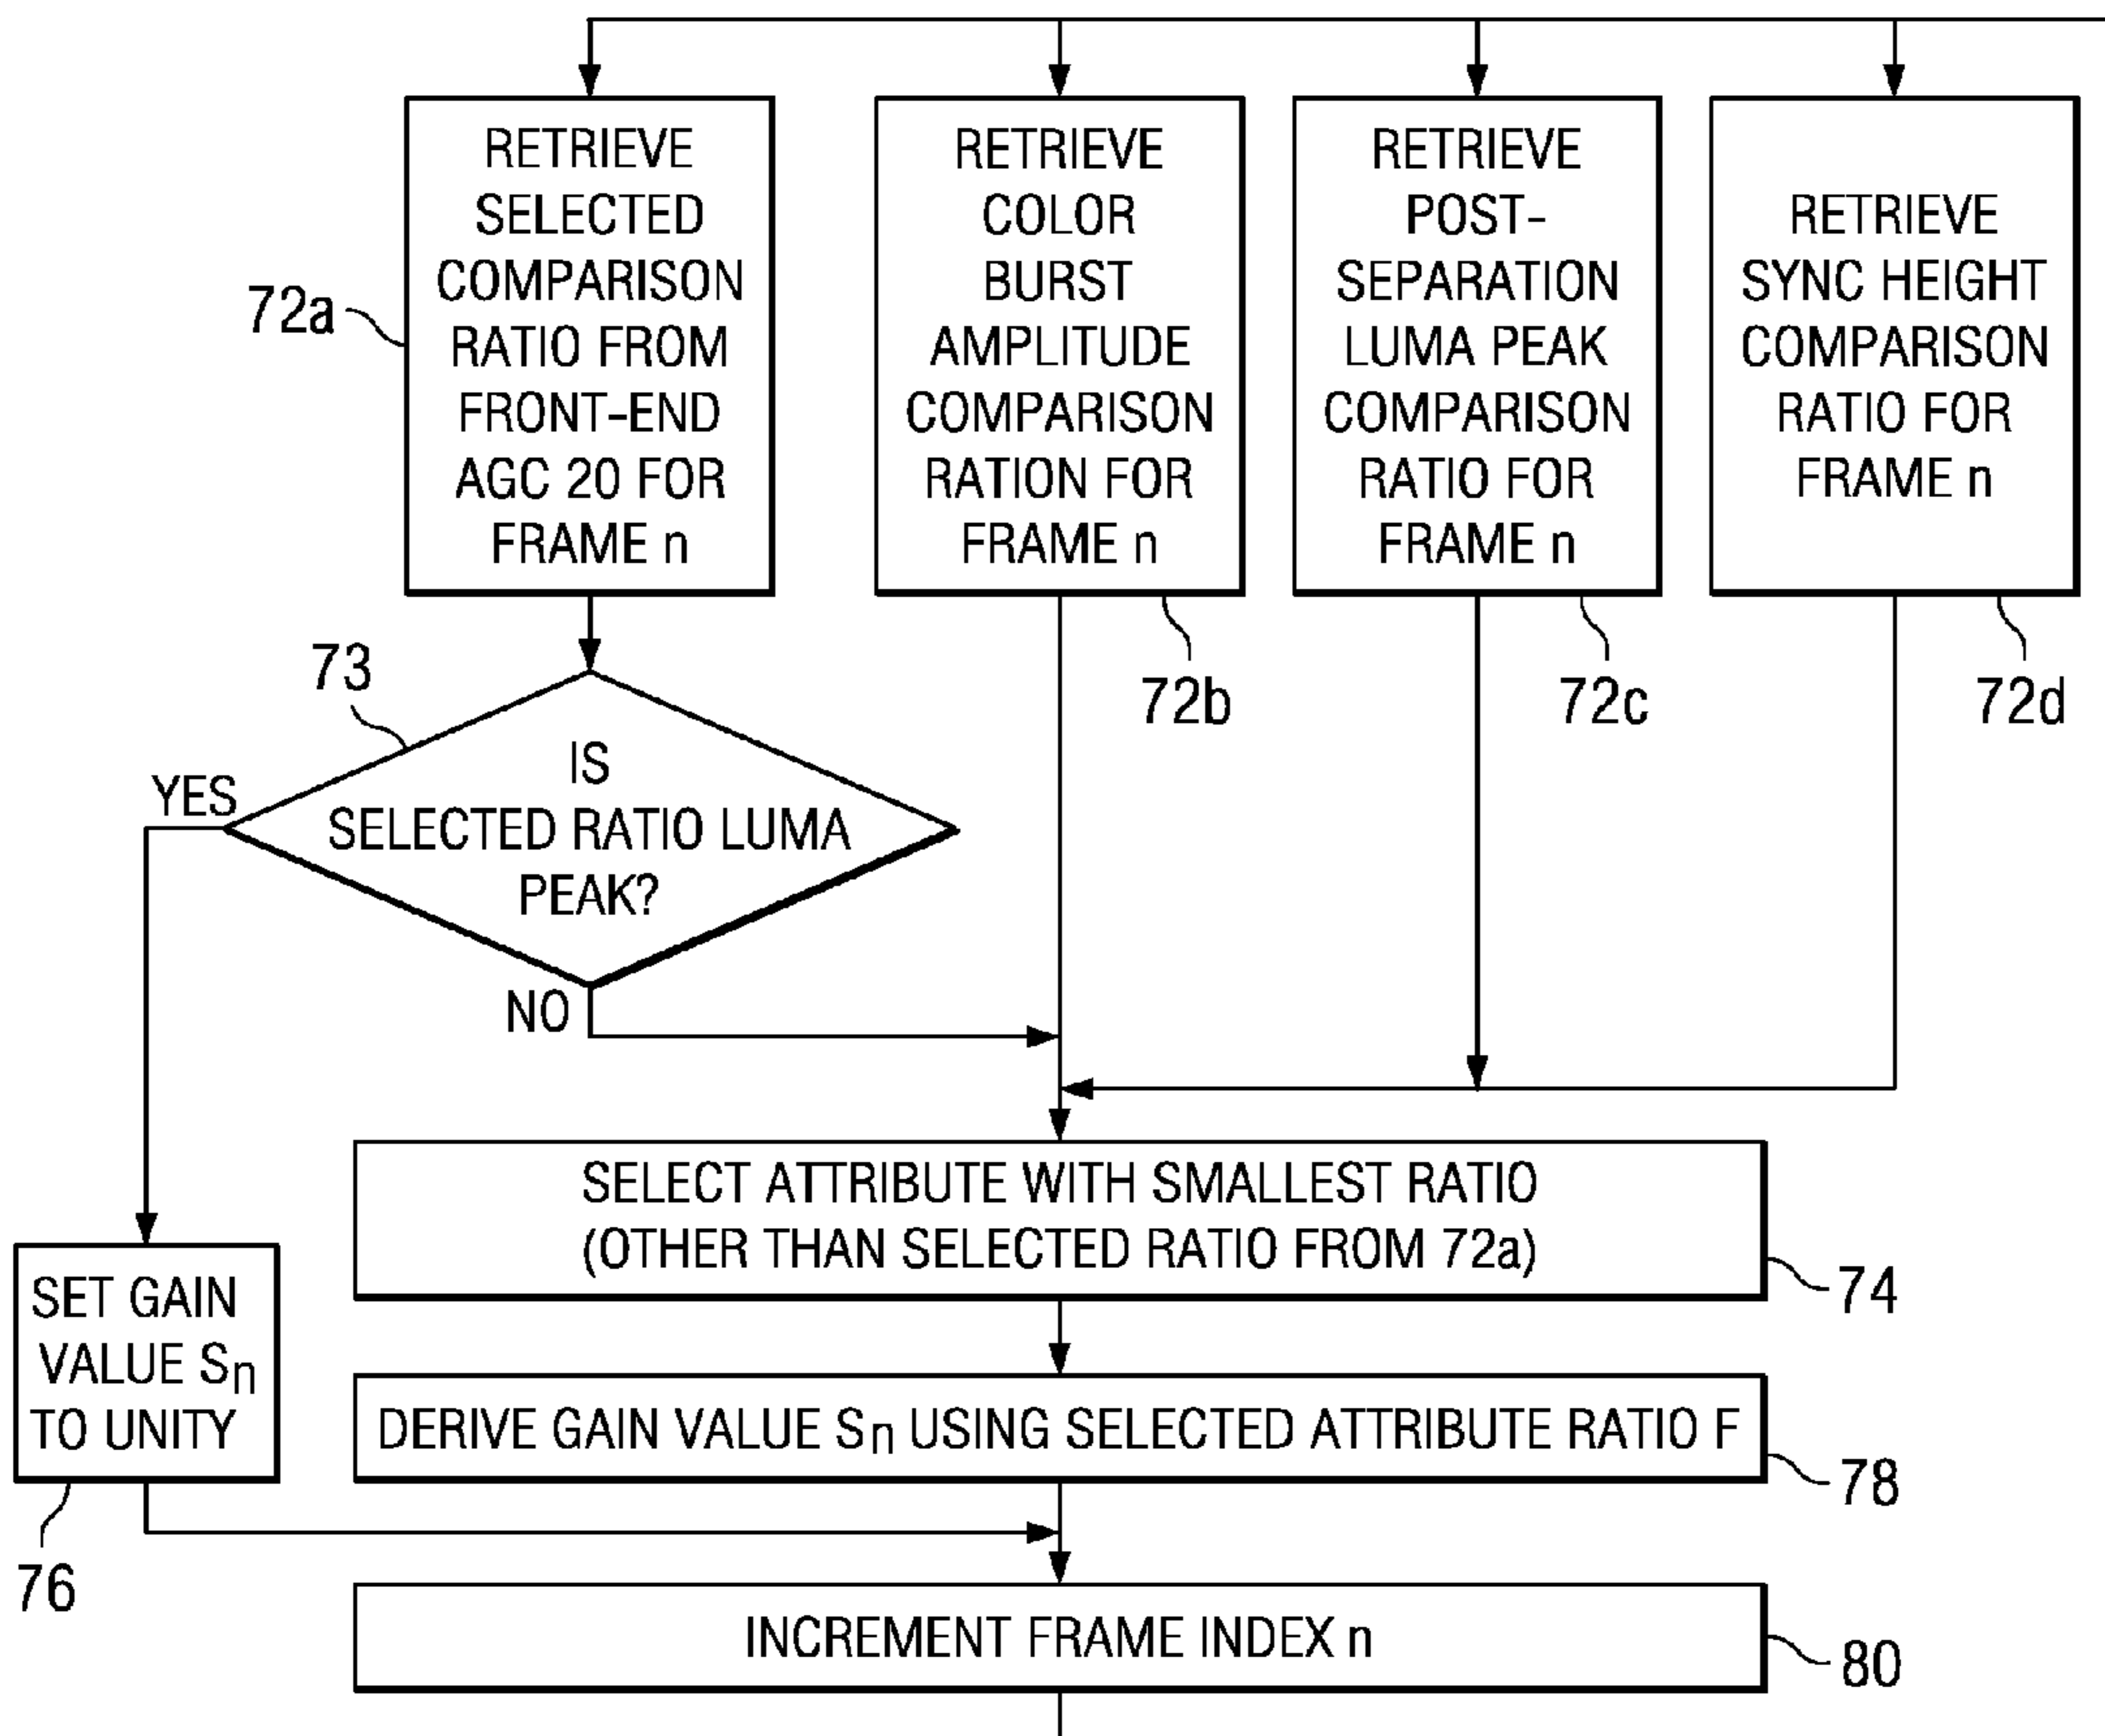 RETRIEVE
SELECTED
COMPARISON
RATIO FROM
FRONT-END
AGC 20 FOR
FRAME n
72a
RETRIEVE
COLOR
BURST
AMPLITUDE
COMPARISON
RATION FOR
FRAME n
72b
RETRIEVE
POST-
SEPARATION
LUMA PEAK
COMPARISON
RATIO FOR
FRAME n
72c
RETRIEVE
SYNC HEIGHT
COMPARISON
RATIO FOR
FRAME n
72d
73
IS
SELECTED RATIO LUMA
PEAK?
YES
NO
SELECT ATTRIBUTE WITH SMALLEST RATIO
(OTHER THAN SELECTED RATIO FROM 72a)
74
SET GAIN
VALUE Sn
TO UNITY
76
DERIVE GAIN VALUE Sn USING SELECTED ATTRIBUTE RATIO F
78
INCREMENT FRAME INDEX n
80